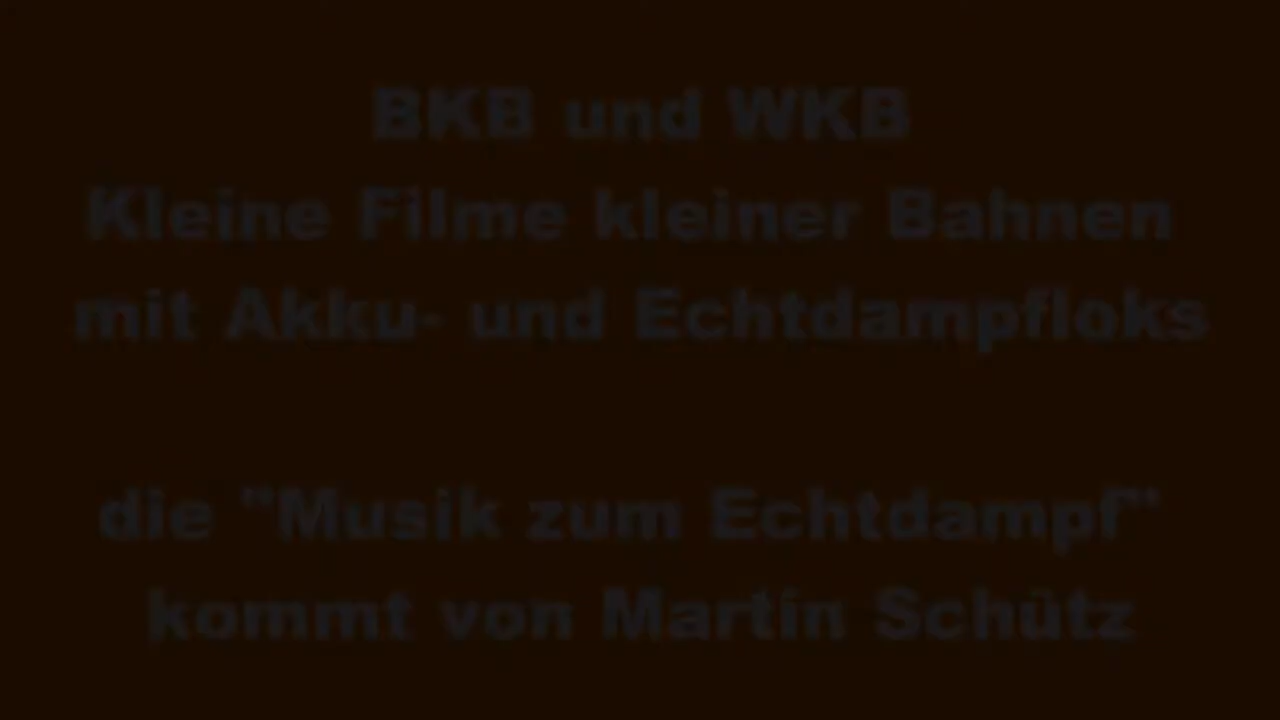 BKB und WKB
Kleine Filme kleiner Bahnen
mit Akku- und Echtdampfloks
die "Musik zum Echtdampf"
kommt von Martin Schütz